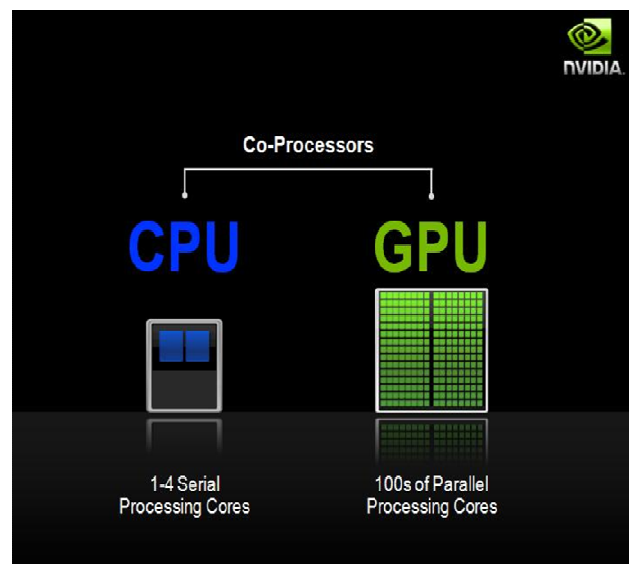 NVIDIA.
Co-Processors
CPU
GPU
1-4 Serial
Processing Cores
100s of Parallel
Processing Cores